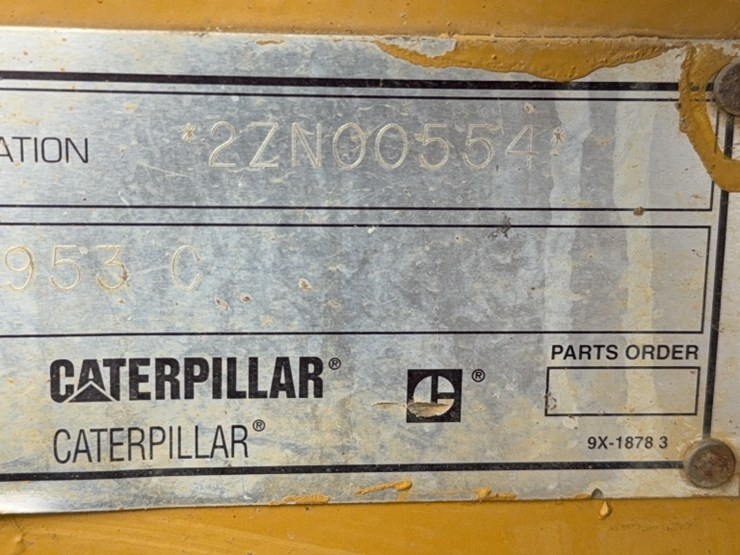 ATION *2ZN00554*
953 C
CATERPILLAR®
®
PARTS ORDER
CATERPILLAR®
9X-1878 3